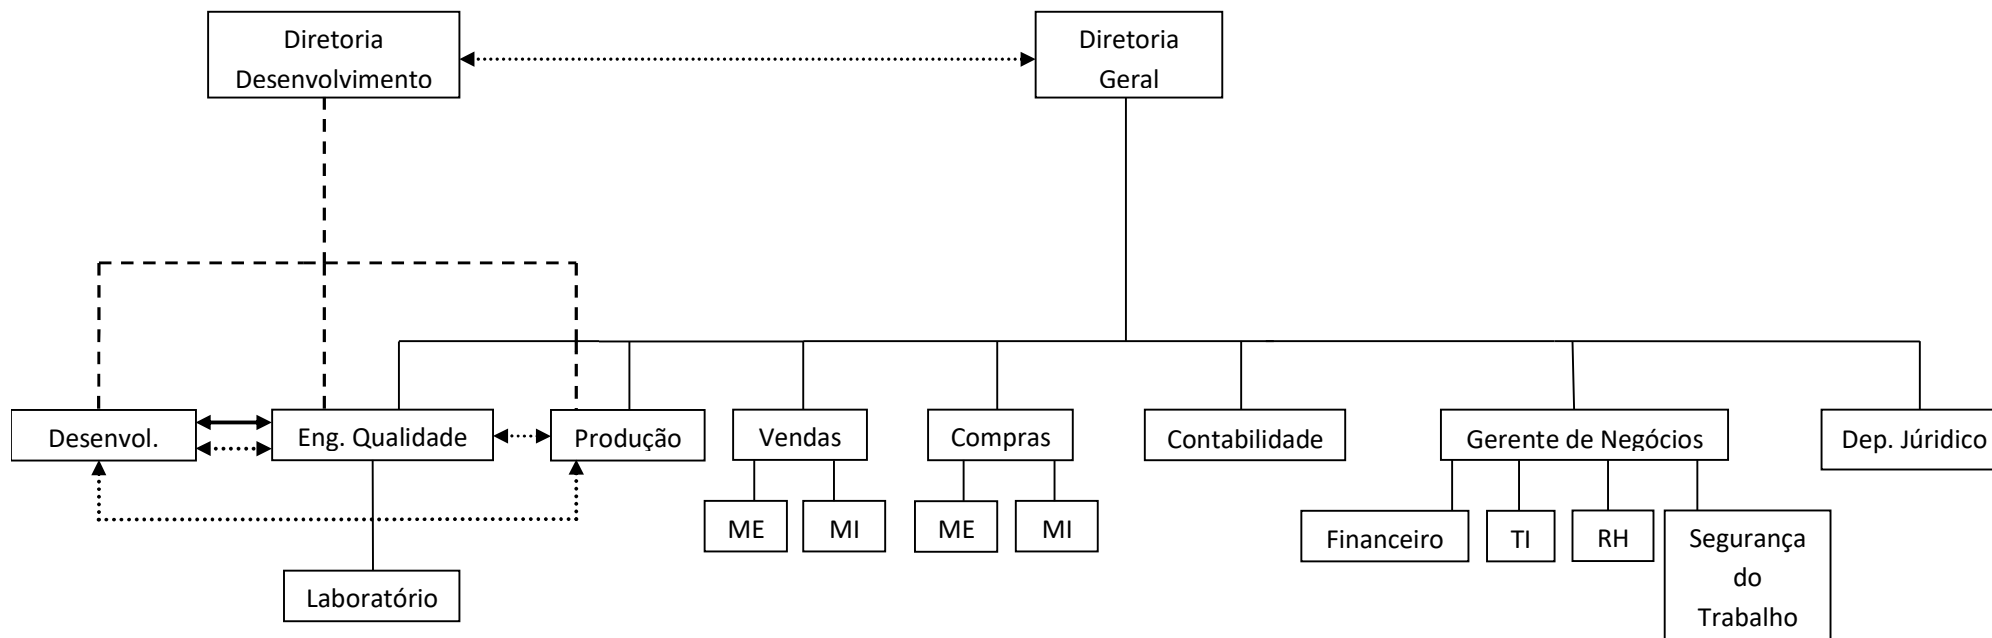 Diretoria
Desenvolvimento
Diretoria
Geral
Desenvol.
Eng. Qualidade
Produção
Vendas
Compras
Contabilidade
Gerente de Negócios
Dep. Júridico
ME
MI
ME
MI
Financeiro
TI
RH
Segurança
do
Trabalho
Laboratório